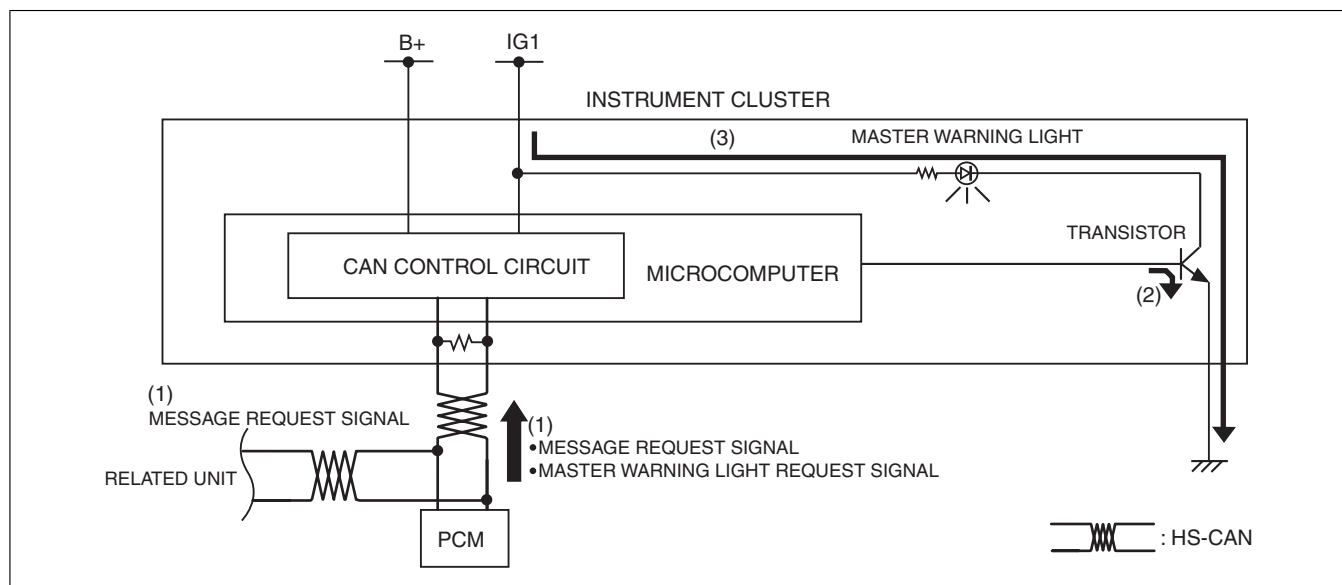 B+
IG1
INSTRUMENT CLUSTER
(3)
MASTER WARNING LIGHT
TRANSISTOR
CAN CONTROL CIRCUIT
MICROCOMPUTER
(2)
(1)
MESSAGE REQUEST SIGNAL
(1)
•MESSAGE REQUEST SIGNAL
•MASTER WARNING LIGHT REQUEST SIGNAL
RELATED UNIT
PCM
: HS-CAN